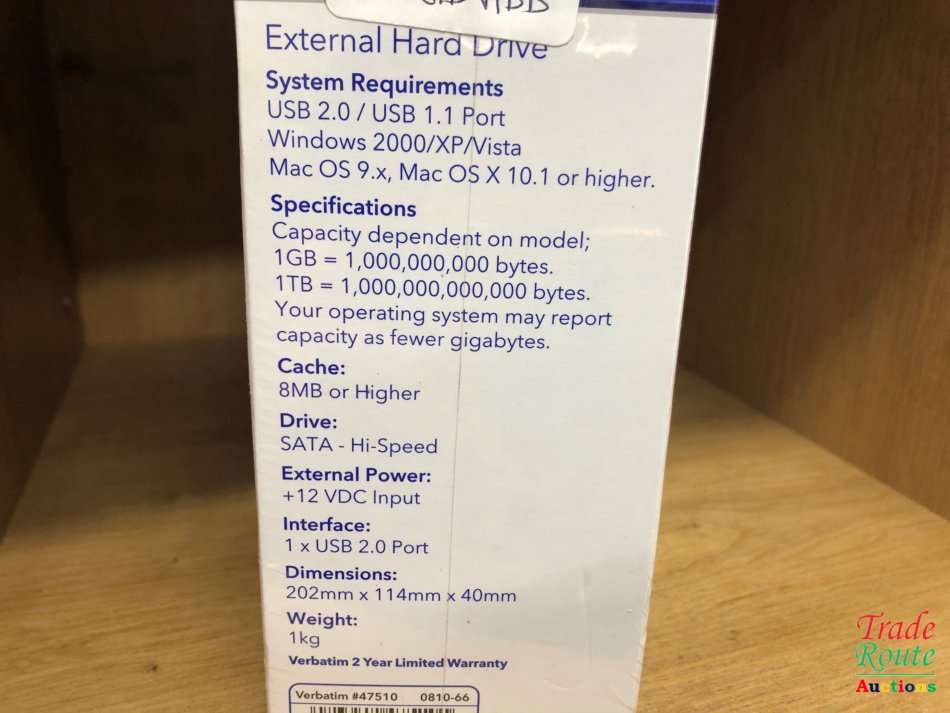 External Hard Drive
System Requirements
USB 2.0 / USB 1.1 Port
Windows 2000/XP/Vista
Mac OS 9.x, Mac OS X 10.1 or higher.
Specifications
Capacity dependent on model;
1GB = 1,000,000,000 bytes.
1TB = 1,000,000,000,000 bytes.
Your operating system may report
capacity as fewer gigabytes.
Cache:
8MB or Higher
Drive:
SATA - Hi-Speed
External Power:
+12 VDC Input
Interface:
1 x USB 2.0 Port
Dimensions:
202mm x 114mm x 40mm
Weight:
1kg
Verbatim 2 Year Limited Warranty
Verbatim #47510 0810-66
Trade
Route
Auctions